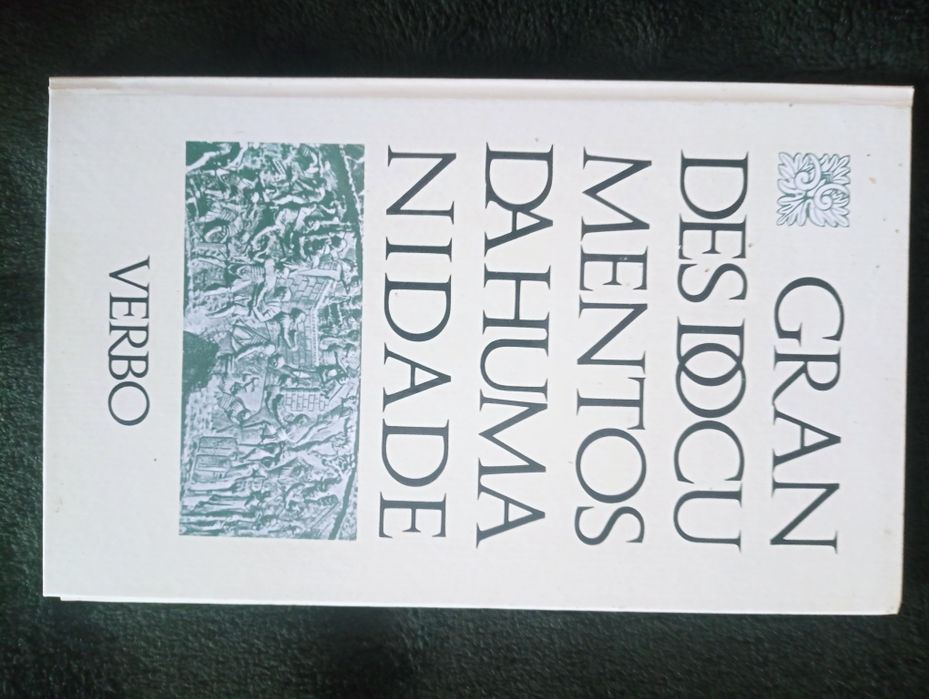 GRAN
DES DOCU
MENTOS
DA HUMA
NIDADE
VERBO